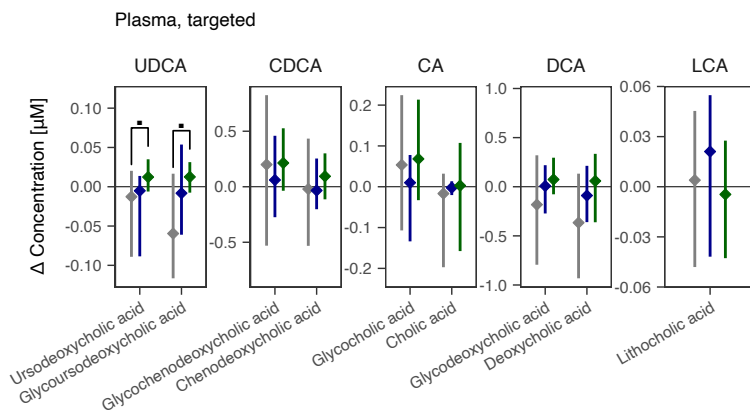 Plasma, targeted
UDCA
CDCA
CA
DCA
LCA
Δ Concentration [µM]
0.10
0.05
0.00
-0.05
-0.10
0.5
0.0
-0.5
0.2
0.1
0.0
-0.1
-0.2
1.0
0.5
0.0
-0.5
-1.0
0.06
0.03
0.00
-0.03
-0.06
Ursodeoxycholic acid
Glycoursodeoxycholic acid
Glycochenodeoxycholic acid
Chenodeoxycholic acid
Glycocholic acid
Cholic acid
Glycodeoxycholic acid
Deoxycholic acid
Lithocholic acid